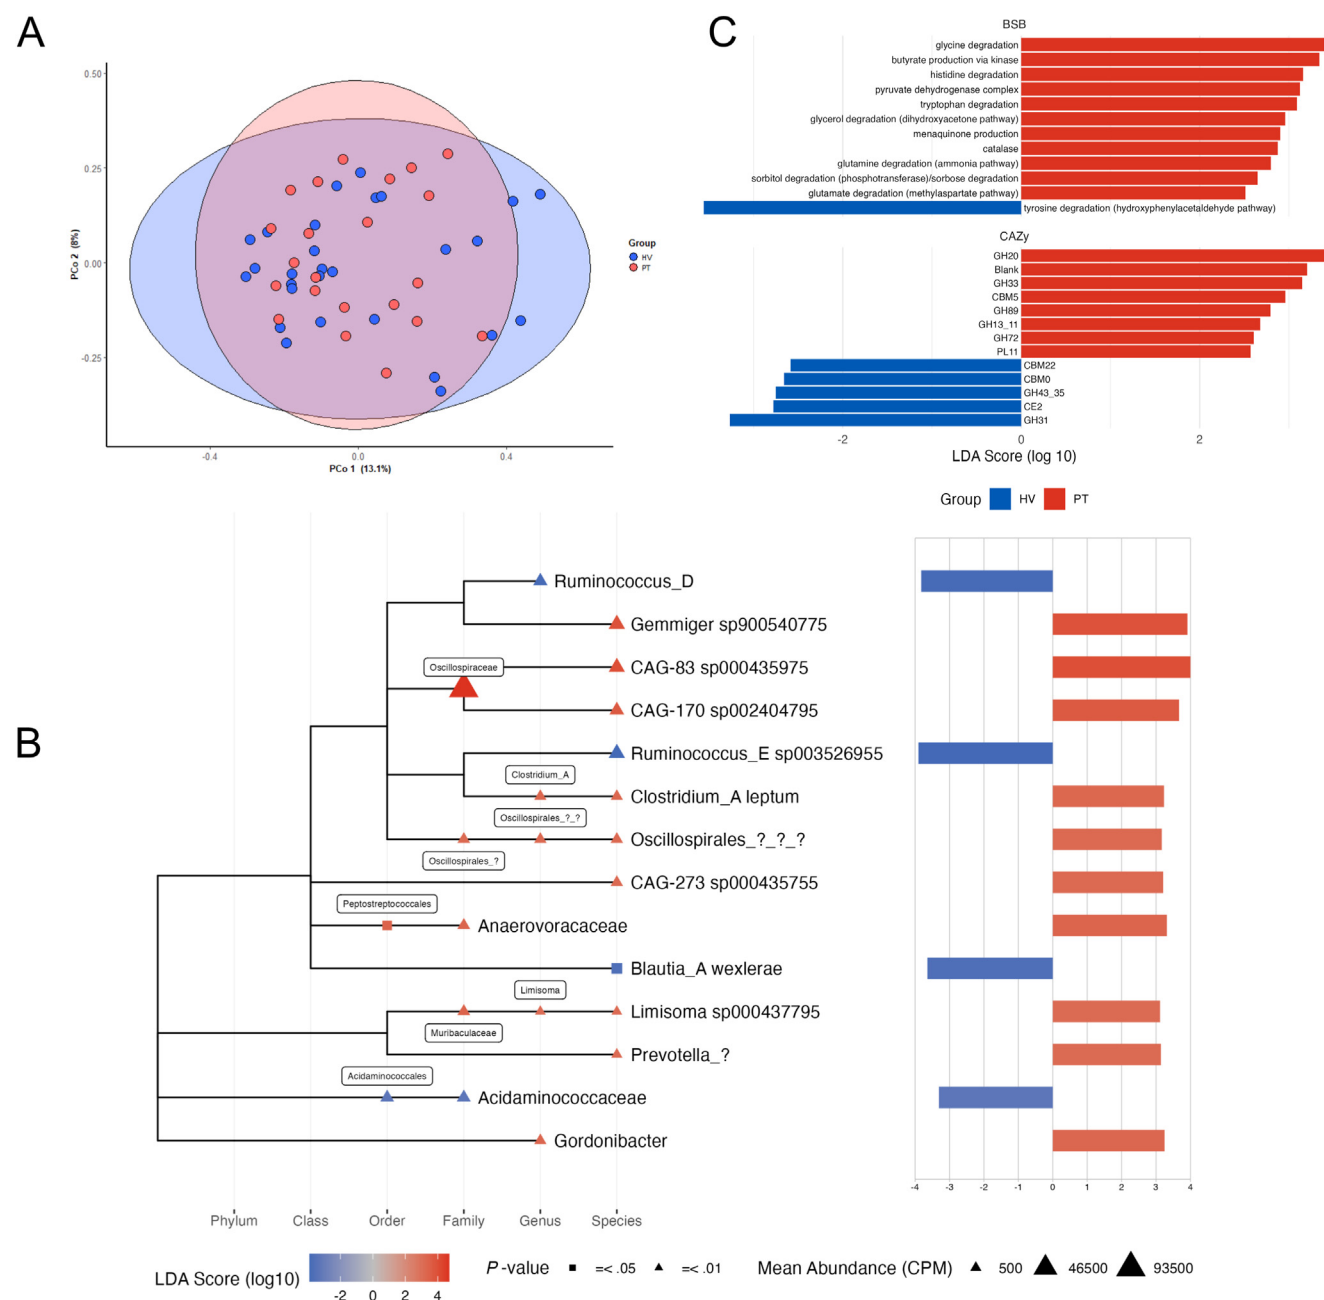 A
0.50
0.25
0.00
-0.25
PCo 2 (8%)
-0.4
0.0
0.4
PCo 1 (13.1%)
Group
HV
PT
C
BSB
glycine degradation
butyrate production via kinase
histidine degradation
pyruvate dehydrogenase complex
tryptophan degradation
glycerol degradation (dihydroxyacetone pathway)
menaquinone production
catalase
glutamine degradation (ammonia pathway)
sorbitol degradation (phosphotransferase)/sorbose degradation
glutamate degradation (methylaspartate pathway)
tyrosine degradation (hydroxyphenylacetaldehyde pathway)
CAZy
GH20
Blank
GH33
CBM5
GH89
GH13_11
GH72
PL11
CBM22
CBM0
GH43_35
CE2
GH31
-2
0
2
LDA Score (log 10)
Group HV PT
B
Ruminococcus_D
Gemmiger sp900540775
Oscillospiraceae
CAG-83 sp000435975
CAG-170 sp002404795
Ruminococcus_E sp003526955
Clostridium_A
Clostridium_A leptum
Oscillospirales_?_?
Oscillospirales_?_?_?
Oscillospirales_?
CAG-273 sp000435755
Peptostreptococcales
Anaerovoracaceae
Blautia_A wexlerae
Limisoma
Limisoma sp000437795
Muribaculaceae
Prevotella_?
Acidaminococcales
Acidaminococcaceae
Gordonibacter
-4 -3 -2 -1 0 1 2 3 4
Phylum Class Order Family Genus Species
LDA Score (log10)
-2 0 2 4
P-value =< .05 =< .01
Mean Abundance (CPM) 500 46500 93500